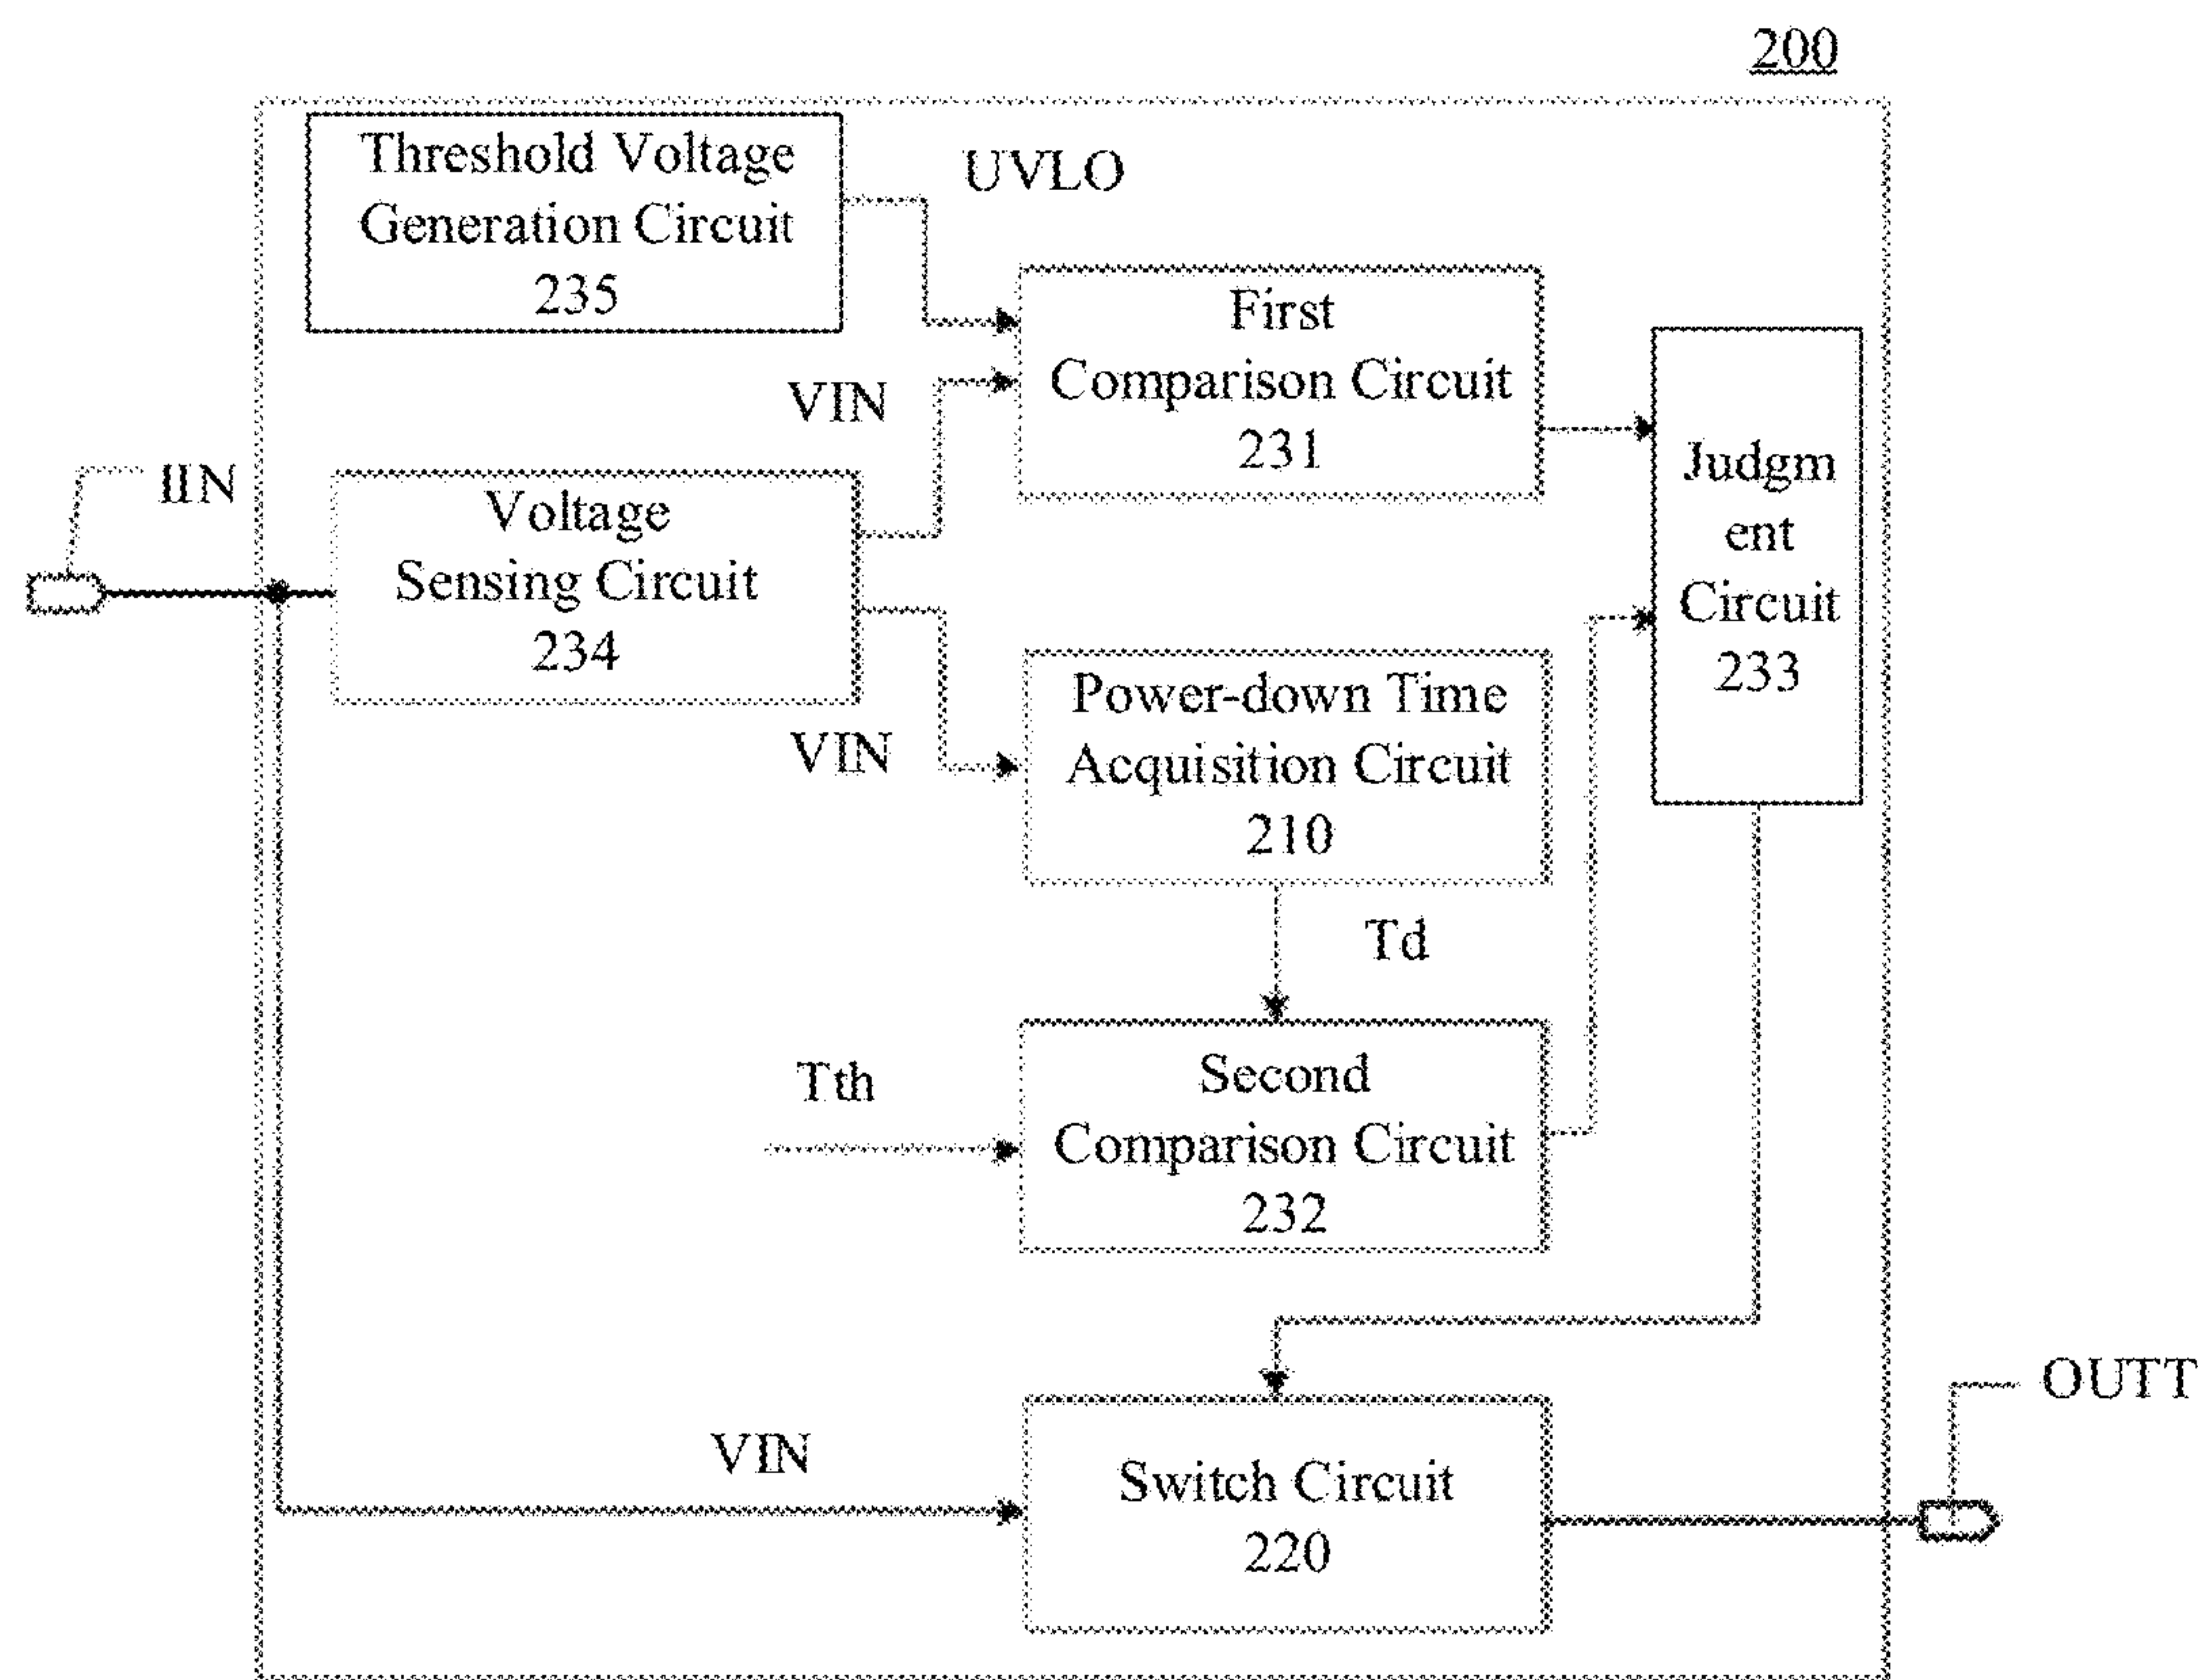 200
Threshold Voltage
Generation Circuit
235
UVLO
First
Comparison Circuit
231
VIN
IIN
Voltage
Sensing Circuit
234
Judgm
ent
Circuit
233
VIN
Power-down Time
Acquisition Circuit
210
Td
Tth
Second
Comparison Circuit
232
OUTT
VIN
Switch Circuit
220